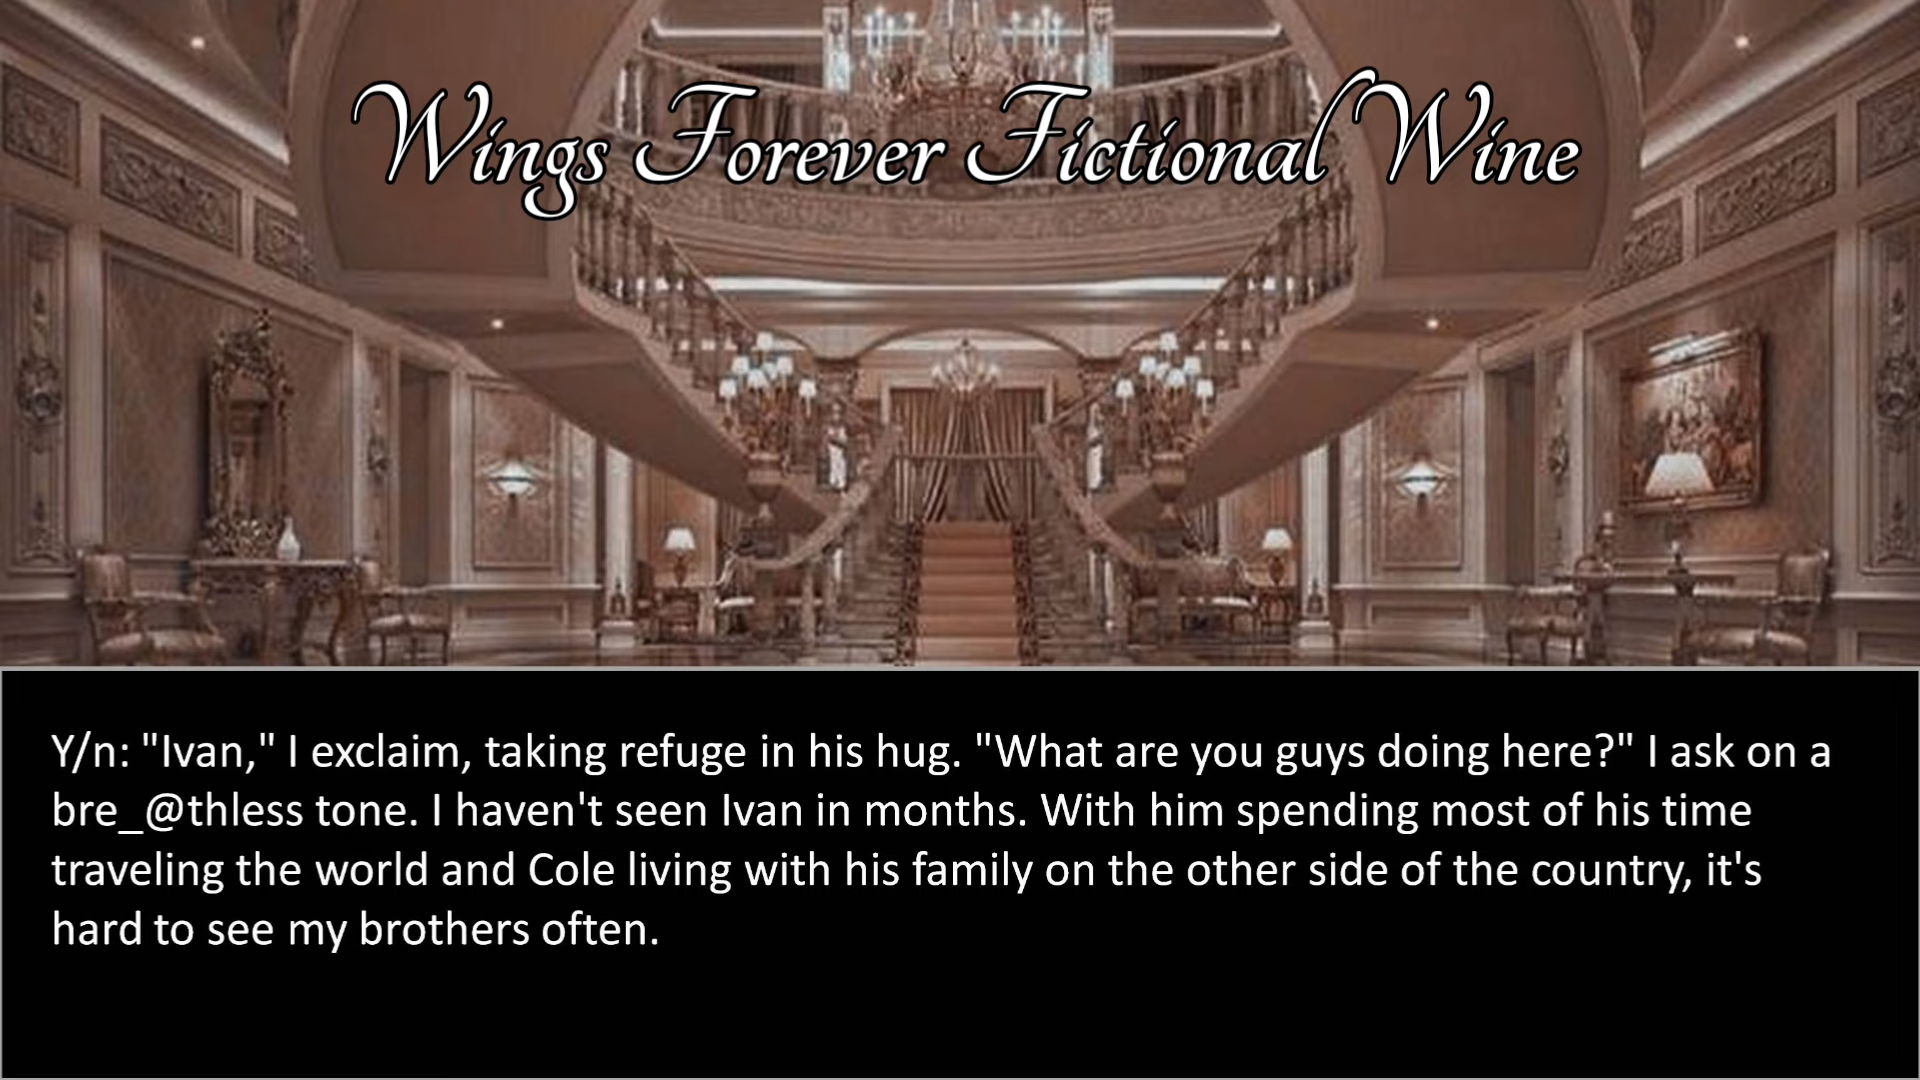 Wings Forever Fictional Wine
Y/n: "Ivan," I exclaim, taking refuge in his hug. "What are you guys doing here?" I ask on a
bre_@thless tone. I haven't seen Ivan in months. With him spending most of his time
traveling the world and Cole living with his family on the other side of the country, it's
hard to see my brothers often.